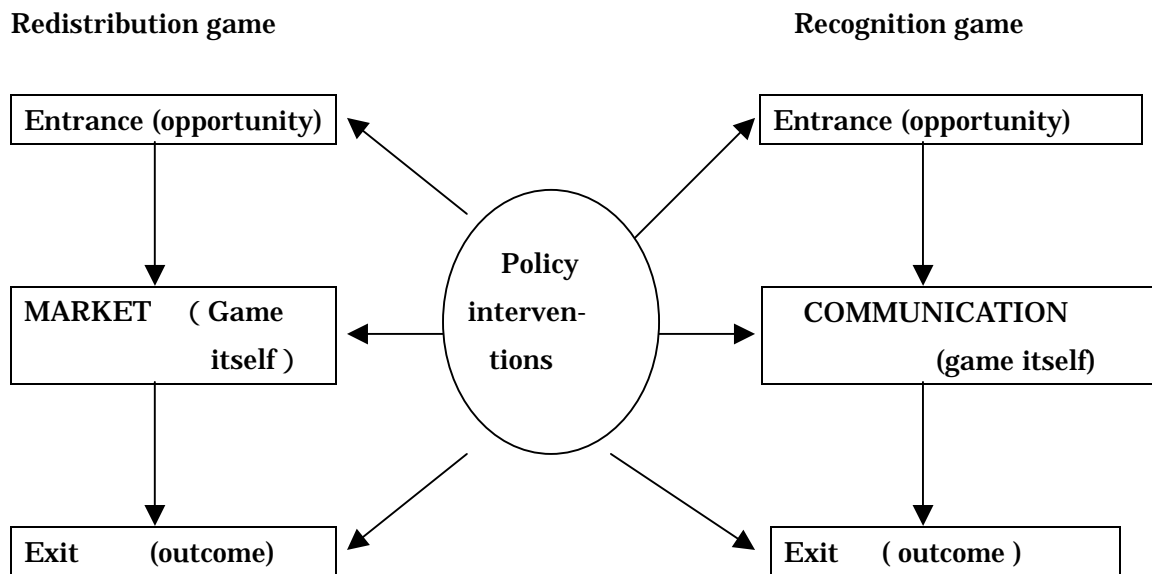 Redistribution game
Recognition game
Entrance (opportunity)
Entrance (opportunity)
Policy
interven-
tions
MARKET ( Game
itself )
COMMUNICATION
(game itself)
Exit (outcome)
Exit ( outcome )